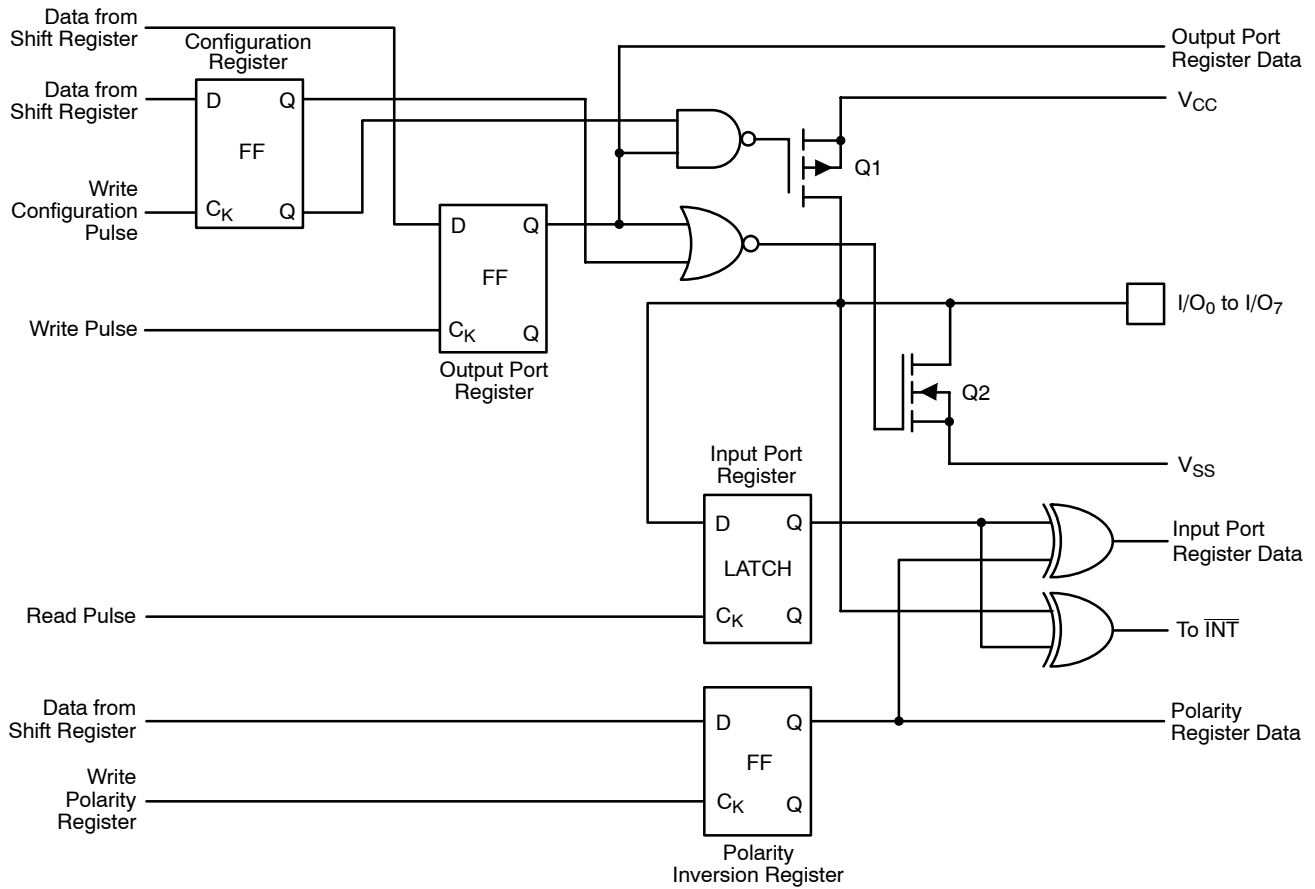 Data from
Shift Register
Configuration
Register
Data from
Shift Register
D
Q
FF
Write
Configuration
Pulse
CK
Q
Output Port
Register Data
VCC
Q1
D
Q
FF
Write Pulse
CK
Q
Output Port
Register
I/O0 to I/O7
Q2
VSS
Input Port
Register
D
Q
LATCH
Read Pulse
CK
Q
Input Port
Register Data
To INT
Data from
Shift Register
D
Q
FF
Write
Polarity
Register
CK
Q
Polarity
Register Data
Polarity
Inversion Register